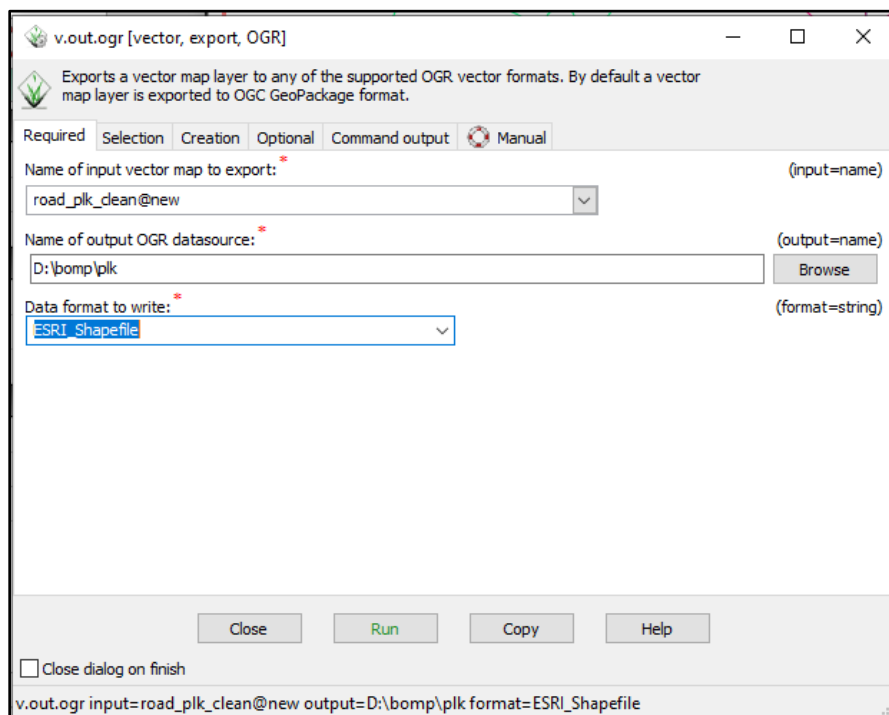 v.out.ogr [vector, export, OGR]
Exports a vector map layer to any of the supported OGR vector formats. By default a vector
map layer is exported to OGC GeoPackage format.
Required Selection Creation Optional Command output Manual
Name of input vector map to export:* (input=name)
road_plk_clean@new
Name of output OGR datasource:* (output=name)
D:\bomp\plk Browse
Data format to write:* (format=string)
ESRI_Shapefile
Close Run Copy Help
Close dialog on finish
v.out.ogr input=road_plk_clean@new output=D:\bomp\plk format=ESRI_Shapefile